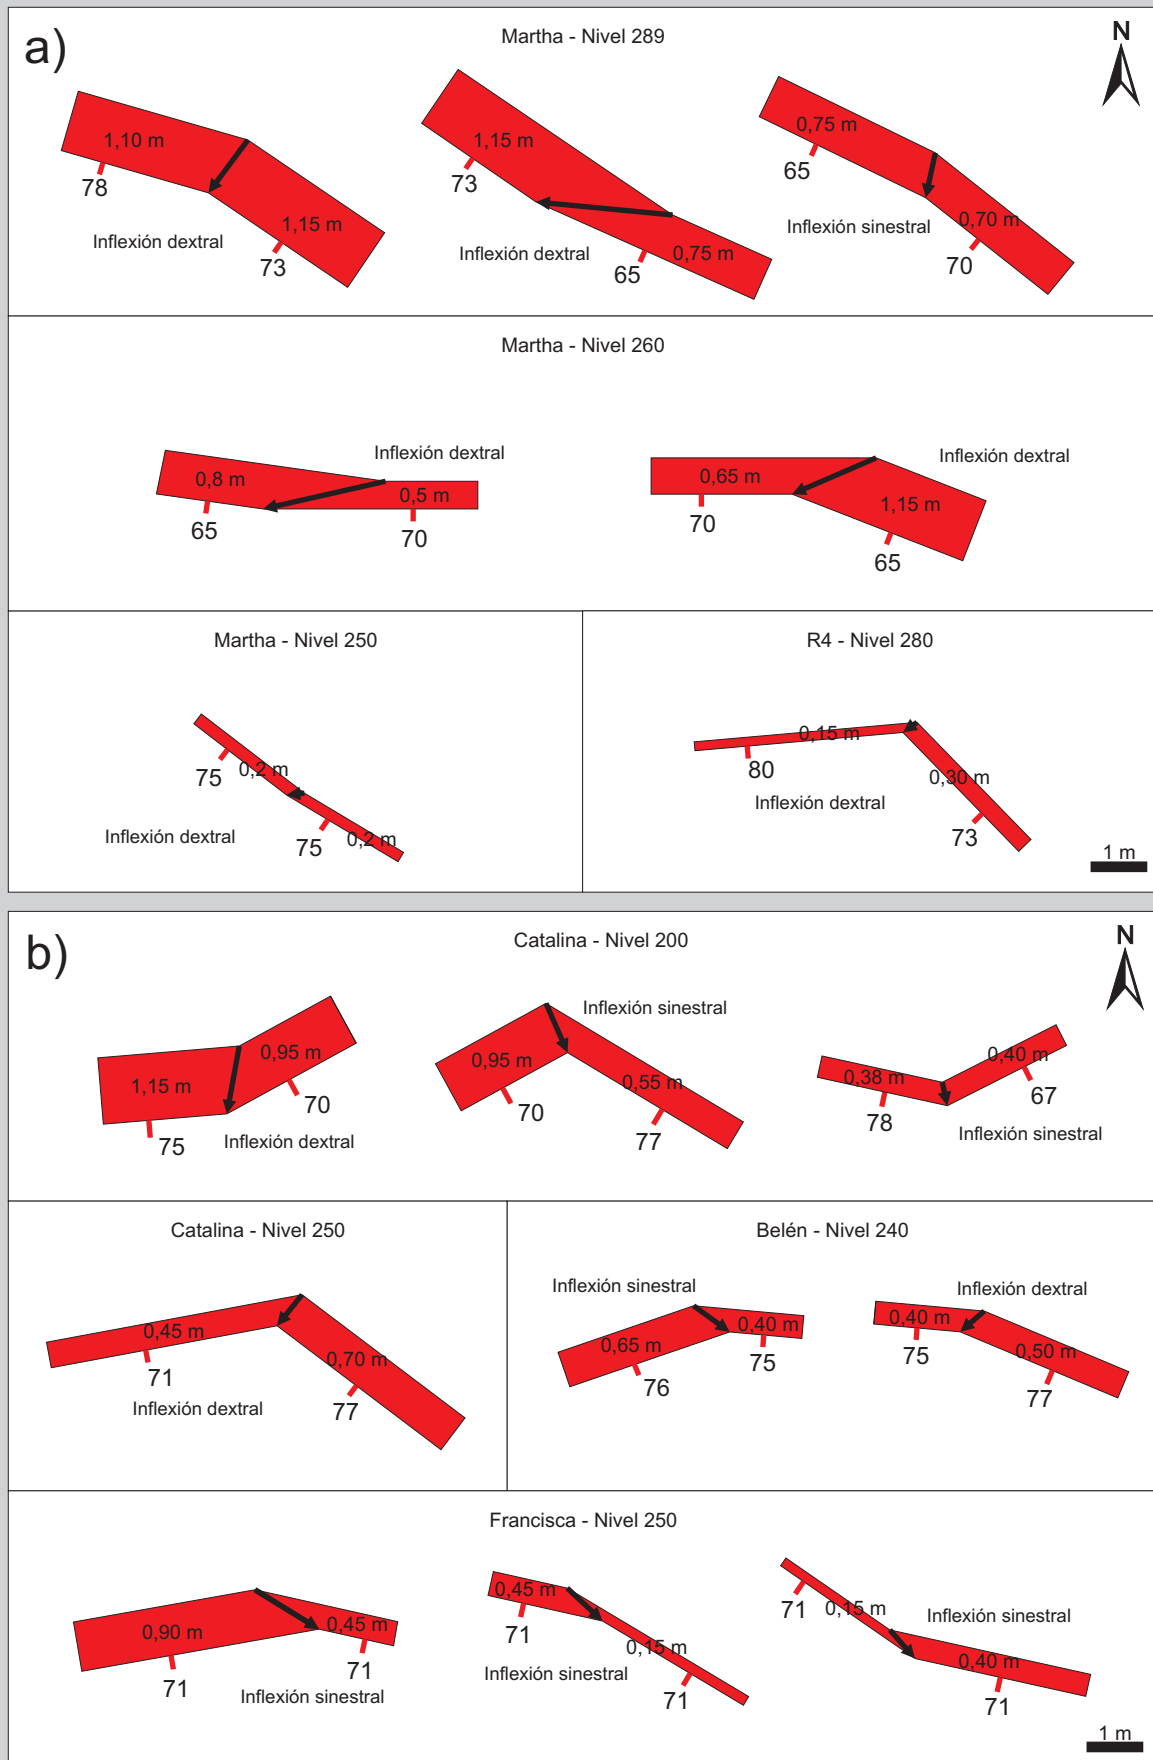 a)
Martha - Nivel 289
N
1,10 m
78
Inflexión dextral
1,15 m
73
1,15 m
73
Inflexión dextral
65
0,75 m
0,75 m
65
Inflexión sinestral
0,70 m
70
Martha - Nivel 260
0,8 m
65
Inflexión dextral
0,5 m
70
0,65 m
70
Inflexión dextral
1,15 m
65
Martha - Nivel 250
75
0,2 m
Inflexión dextral
75
0,2 m
R4 - Nivel 280
0,15 m
80
Inflexión dextral
0,30 m
73
1 m
b)
Catalina - Nivel 200
N
1,15 m
75
0,95 m
70
Inflexión dextral
Inflexión sinestral
0,95 m
70
0,55 m
77
0,38 m
78
0,40 m
67
Inflexión sinestral
Catalina - Nivel 250
0,45 m
71
Inflexión dextral
0,70 m
77
Belén - Nivel 240
Inflexión sinestral
0,65 m
76
0,40 m
75
Inflexión dextral
0,40 m
75
0,50 m
77
Francisca - Nivel 250
0,90 m
71
0,45 m
71
Inflexión sinestral
0,45 m
71
0,15 m
Inflexión sinestral
71
71
0,15 m
Inflexión sinestral
0,40 m
71
1 m